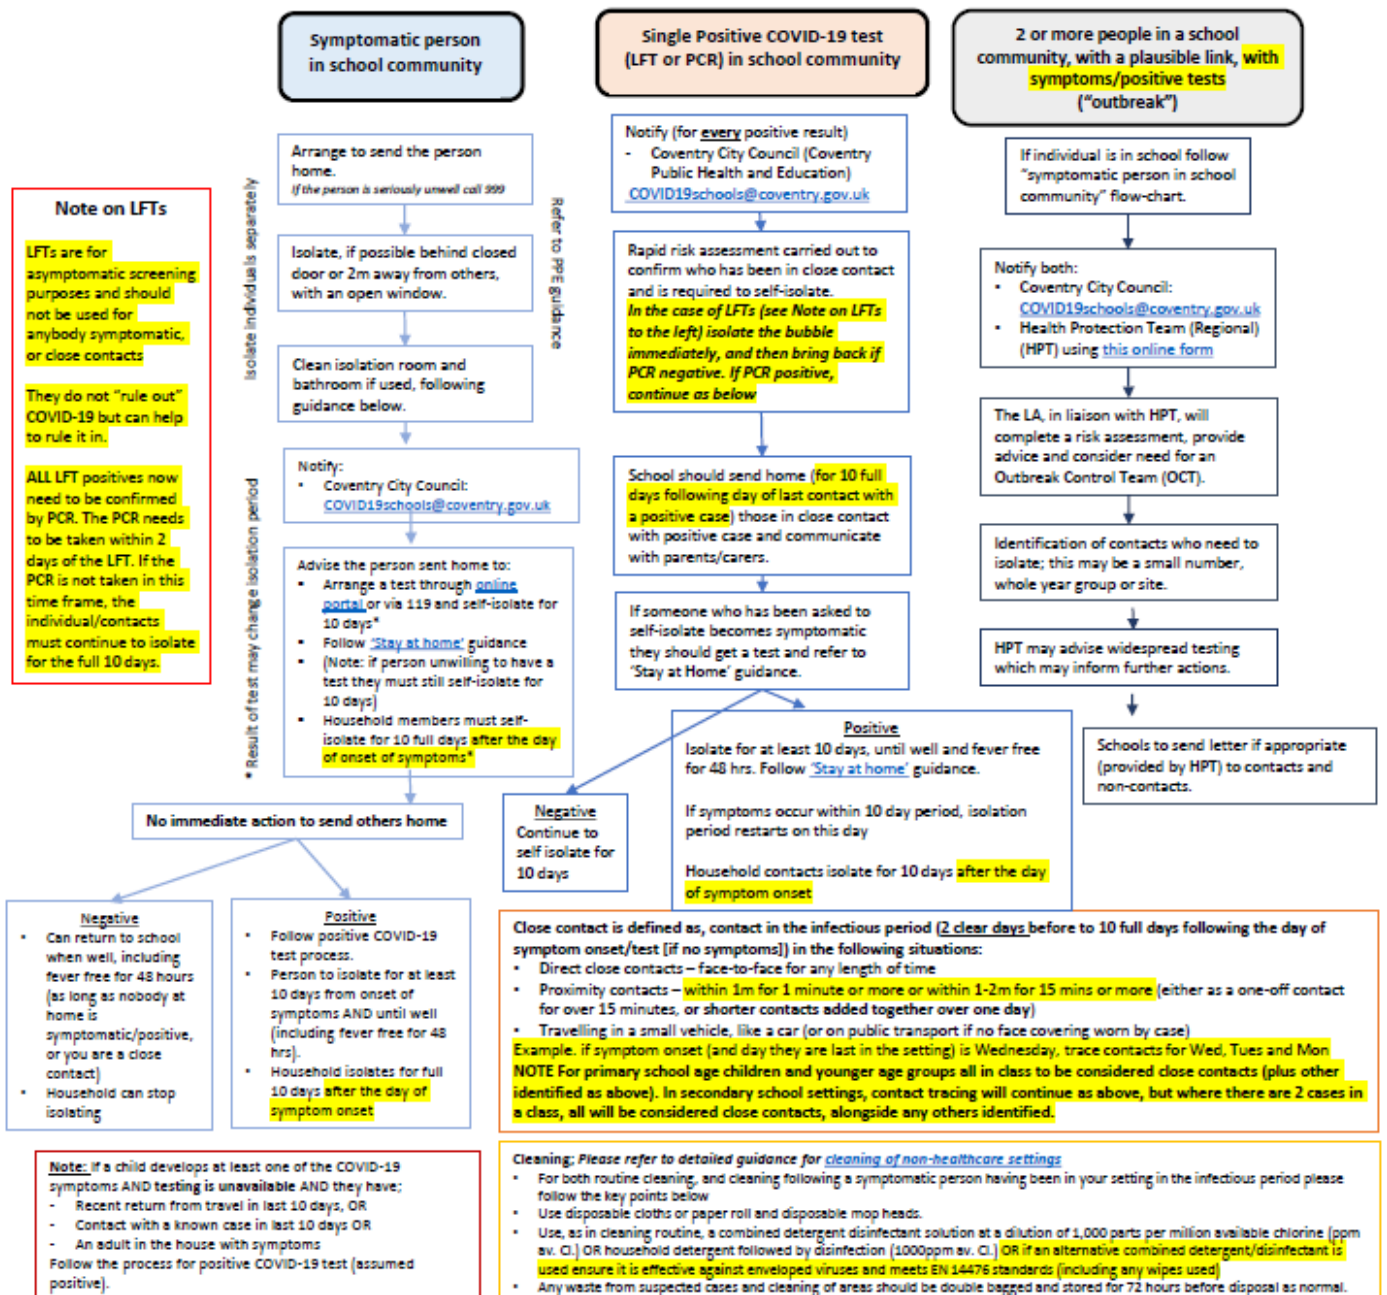 Symptomatic person
in school community
Arrange to send the person
home.
If the person is seriously unwell call 999
Isolate individuals separately
Refer to PPE guidance
Isolate, if possible behind closed
door or 2m away from others,
with an open window.
Clean isolation room and
bathroom if used, following
guidance below.
Notify:
▪ Coventry City Council:
COVID19schools@coventry.gov.uk
* Result of test may change isolation period
Advise the person sent home to:
▪ Arrange a test through online
portal or via 119 and self-isolate for
10 days*
▪ Follow ‘Stay at home’ guidance
▪ (Note: if person unwilling to have a
test they must still self-isolate for
10 days)
▪ Household members must self-
isolate for 10 full days after the day
of onset of symptoms*
No immediate action to send others home
Negative
▪ Can return to school
when well, including
fever free for 48 hours
(as long as nobody at
home is
symptomatic/positive,
or you are a close
contact)
▪ Household can stop
isolating
Positive
▪ Follow positive COVID-19
test process.
▪ Person to isolate for at least
10 days from onset of
symptoms AND until well
(including fever free for 48
hrs).
▪ Household isolates for full
10 days after the day of
symptom onset
Note on LFTs
LFTs are for
asymptomatic screening
purposes and should
not be used for
anybody symptomatic,
or close contacts
They do not “rule out”
COVID-19 but can help
to rule it in.
ALL LFT positives now
need to be confirmed
by PCR. The PCR needs
to be taken within 2
days of the LFT. If the
PCR is not taken in this
time frame, the
individual/contacts
must continue to isolate
for the full 10 days.
Single Positive COVID-19 test
(LFT or PCR) in school community
Notify (for every positive result)
- Coventry City Council (Coventry
Public Health and Education)
COVID19schools@coventry.gov.uk
Rapid risk assessment carried out to
confirm who has been in close contact
and is required to self-isolate.
In the case of LFTs (see Note on LFTs
to the left) isolate the bubble
immediately, and then bring back if
PCR negative. If PCR positive,
continue as below
School should send home (for 10 full
days following day of last contact with
a positive case) those in close contact
with positive case and communicate
with parents/carers.
If someone who has been asked to
self-isolate becomes symptomatic
they should get a test and refer to
‘Stay at Home’ guidance.
Negative
Continue to
self isolate for
10 days
Positive
Isolate for at least 10 days, until well and fever free
for 48 hrs. Follow ‘Stay at home’ guidance.
If symptoms occur within 10 day period, isolation
period restarts on this day
Household contacts isolate for 10 days after the day
of symptom onset
2 or more people in a school
community, with a plausible link, with
symptoms/positive tests
(“outbreak”)
If individual is in school follow
“symptomatic person in school
community” flow-chart.
Notify both:
▪ Coventry City Council:
COVID19schools@coventry.gov.uk
▪ Health Protection Team (Regional)
(HPT) using this online form
The LA, in liaison with HPT, will
complete a risk assessment, provide
advice and consider need for an
Outbreak Control Team (OCT).
Identification of contacts who need to
isolate; this may be a small number,
whole year group or site.
HPT may advise widespread testing
which may inform further actions.
Schools to send letter if appropriate
(provided by HPT) to contacts and
non-contacts.
Close contact is defined as, contact in the infectious period (2 clear days before to 10 full days following the day of
symptom onset/test [if no symptoms]) in the following situations:
▪ Direct close contacts – face-to-face for any length of time
▪ Proximity contacts – within 1m for 1 minute or more or within 1-2m for 15 mins or more (either as a one-off contact
for over 15 minutes, or shorter contacts added together over one day)
▪ Travelling in a small vehicle, like a car (or on public transport if no face covering worn by case)
Example. if symptom onset (and day they are last in the setting) is Wednesday, trace contacts for Wed, Tues and Mon
NOTE For primary school age children and younger age groups all in class to be considered close contacts (plus other
identified as above). In secondary school settings, contact tracing will continue as above, but where there are 2 cases in
a class, all will be considered close contacts, alongside any others identified.
Note: If a child develops at least one of the COVID-19
symptoms AND testing is unavailable AND they have;
- Recent return from travel in last 10 days, OR
- Contact with a known case in last 10 days OR
- An adult in the house with symptoms
Follow the process for positive COVID-19 test (assumed
positive).
Cleaning; Please refer to detailed guidance for cleaning of non-healthcare settings
▪ For both routine cleaning, and cleaning following a symptomatic person having been in your setting in the infectious period please
follow the key points below
▪ Use disposable cloths or paper roll and disposable mop heads.
▪ Use, as in cleaning routine, a combined detergent disinfectant solution at a dilution of 1,000 parts per million available chlorine (ppm
av. Cl.) OR household detergent followed by disinfection (1000ppm av. Cl.) OR if an alternative combined detergent/disinfectant is
used ensure it is effective against enveloped viruses and meets EN 14476 standards (including any wipes used)
▪ Any waste from suspected cases and cleaning of areas should be double bagged and stored for 72 hours before disposal as normal.